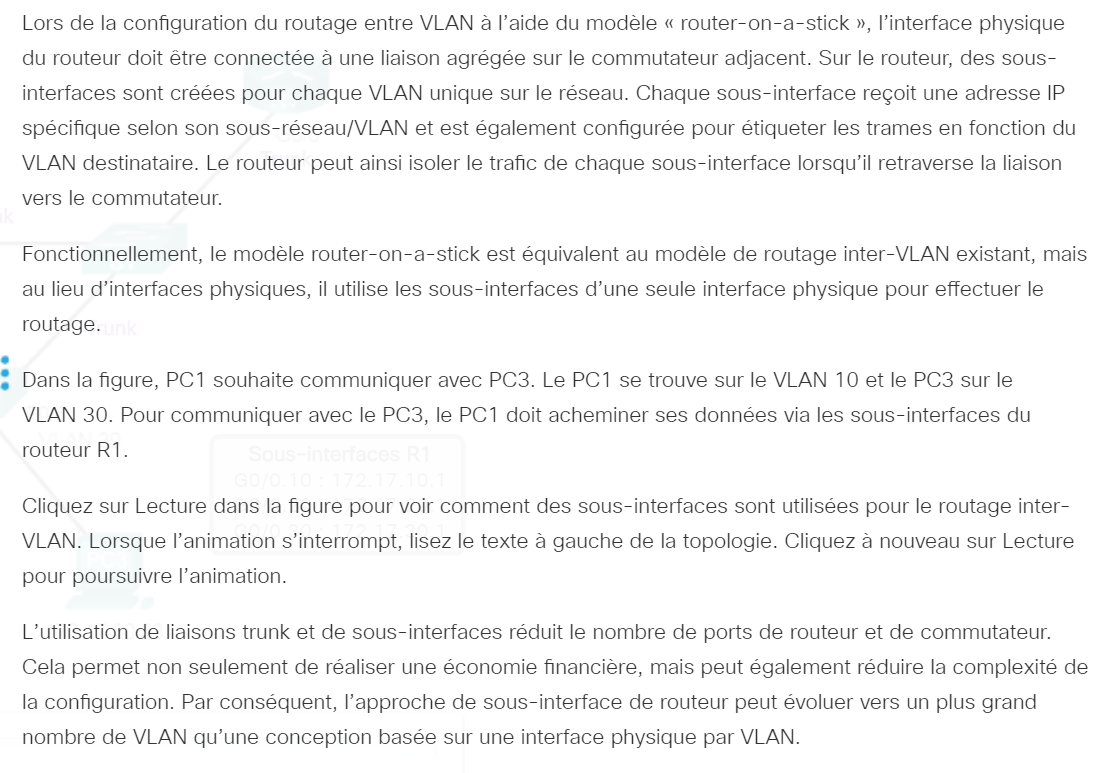 Lors de la configuration du routage entre VLAN à l’aide du modèle « router-on-a-stick », l’interface physique
du routeur doit être connectée à une liaison agrégée sur le commutateur adjacent. Sur le routeur, des sous-
interfaces sont créées pour chaque VLAN unique sur le réseau. Chaque sous-interface reçoit une adresse IP
spécifique selon son sous-réseau/VLAN et est également configurée pour étiqueter les trames en fonction du
VLAN destinataire. Le routeur peut ainsi isoler le trafic de chaque sous-interface lorsqu’il retraverse la liaison
vers le commutateur.
Fonctionnellement, le modèle router-on-a-stick est équivalent au modèle de routage inter-VLAN existant, mais
au lieu d’interfaces physiques, il utilise les sous-interfaces d’une seule interface physique pour effectuer le
routage.
Dans la figure, PC1 souhaite communiquer avec PC3. Le PC1 se trouve sur le VLAN 10 et le PC3 sur le
VLAN 30. Pour communiquer avec le PC3, le PC1 doit acheminer ses données via les sous-interfaces du
routeur R1.
Sous-interfaces R1
G0/0.10 : 172.17.10.1
Cliquez sur Lecture dans la figure pour voir comment des sous-interfaces sont utilisées pour le routage inter-
VLAN. Lorsque l’animation s’interrompt, lisez le texte à gauche de la topologie. Cliquez à nouveau sur Lecture
pour poursuivre l’animation.
L’utilisation de liaisons trunk et de sous-interfaces réduit le nombre de ports de routeur et de commutateur.
Cela permet non seulement de réaliser une économie financière, mais peut également réduire la complexité de
la configuration. Par conséquent, l’approche de sous-interface de routeur peut évoluer vers un plus grand
nombre de VLAN qu’une conception basée sur une interface physique par VLAN.